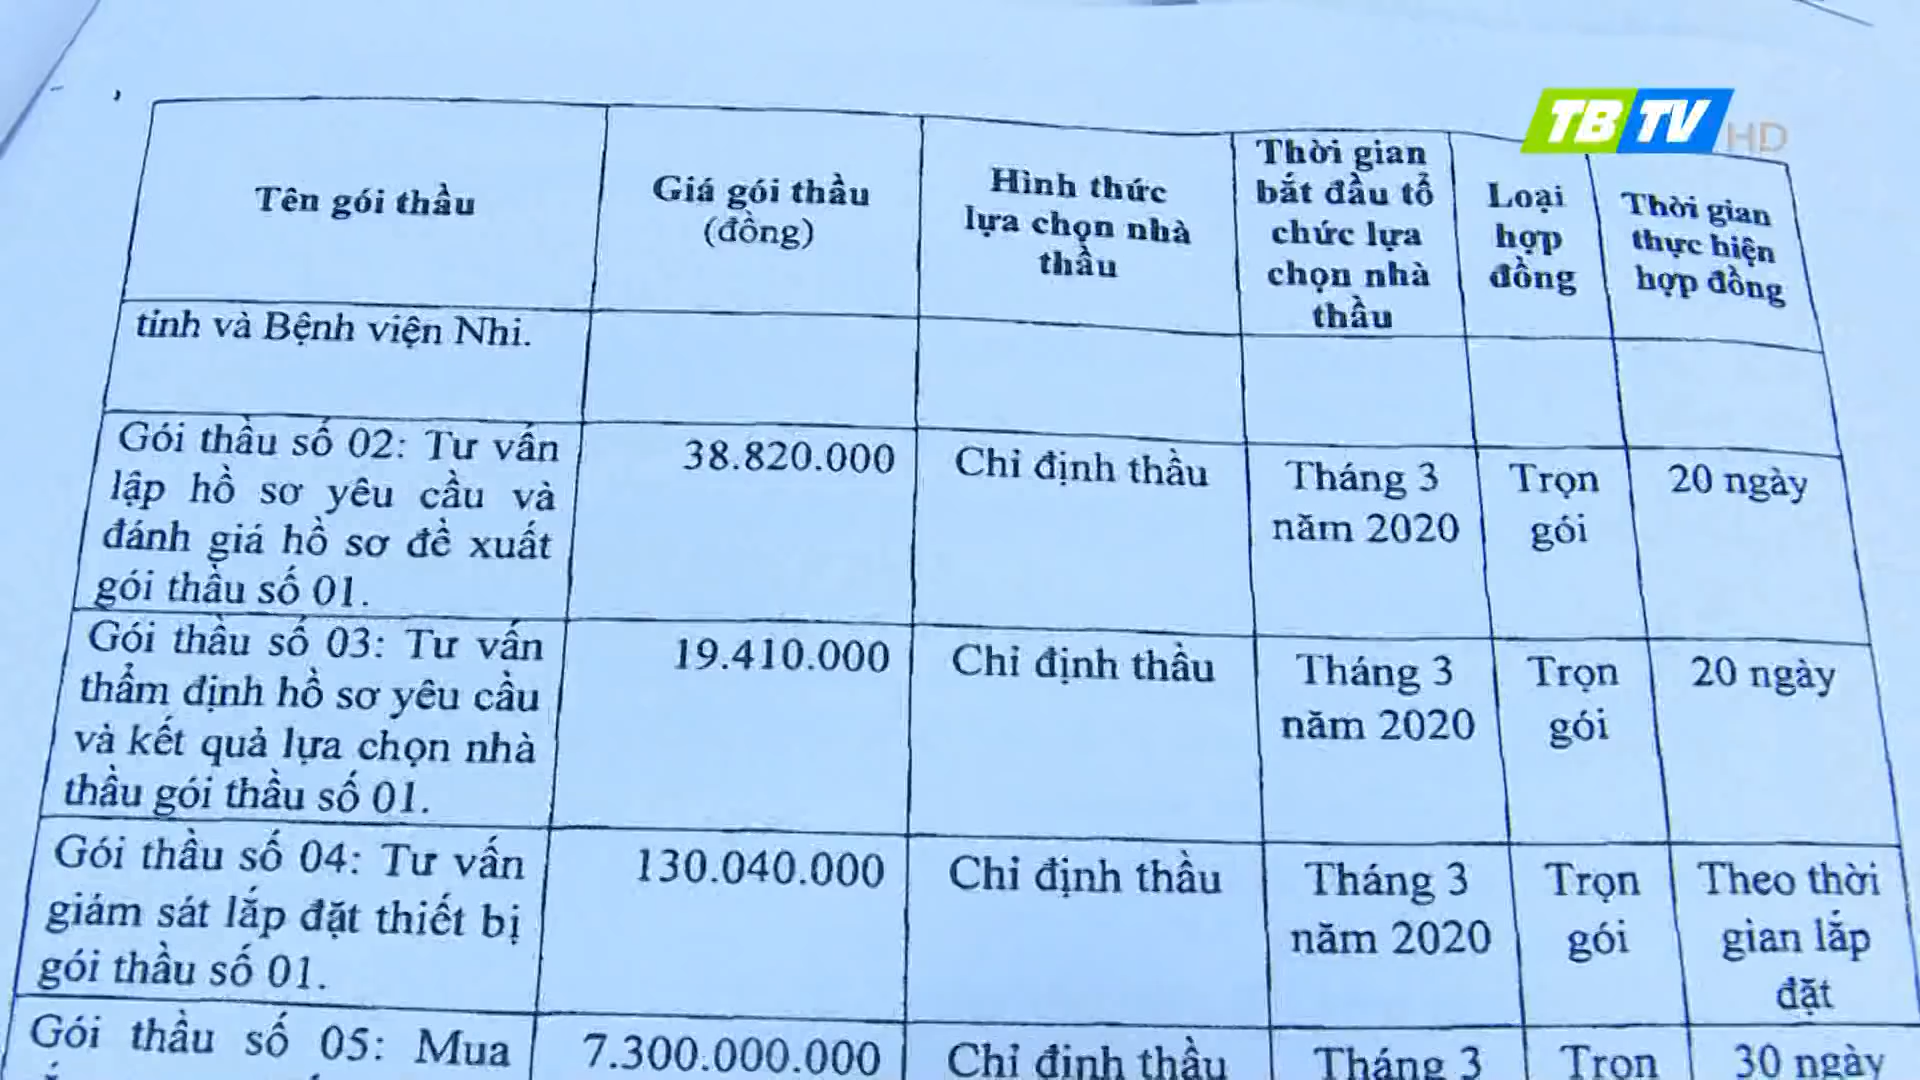 TBTV HD
Tên gói thầu
Giá gói thầu
(đồng)
Hình thức
lựa chọn nhà
thầu
Thời gian
bắt đầu tổ
chức lựa
chọn nhà
thầu
Loại
hợp
đồng
Thời gian
thực hiện
hợp đồng
tỉnh và Bệnh viện Nhi.
Gói thầu số 02: Tư vấn
lập hồ sơ yêu cầu và
đánh giá hồ sơ đề xuất
gói thầu số 01.
38.820.000
Chỉ định thầu
Tháng 3
năm 2020
Trọn
gói
20 ngày
Gói thầu số 03: Tư vấn
thẩm định hồ sơ yêu cầu
và kết quả lựa chọn nhà
thầu gói thầu số 01.
19.410.000
Chỉ định thầu
Tháng 3
năm 2020
Trọn
gói
20 ngày
Gói thầu số 04: Tư vấn
giám sát lắp đặt thiết bị
gói thầu số 01.
130.040.000
Chỉ định thầu
Tháng 3
năm 2020
Trọn
gói
Theo thời
gian lắp
đặt
Gói thầu số 05: Mua
7.300.000.000
Chỉ định thầu
Tháng 3
Trọn
30 ngày